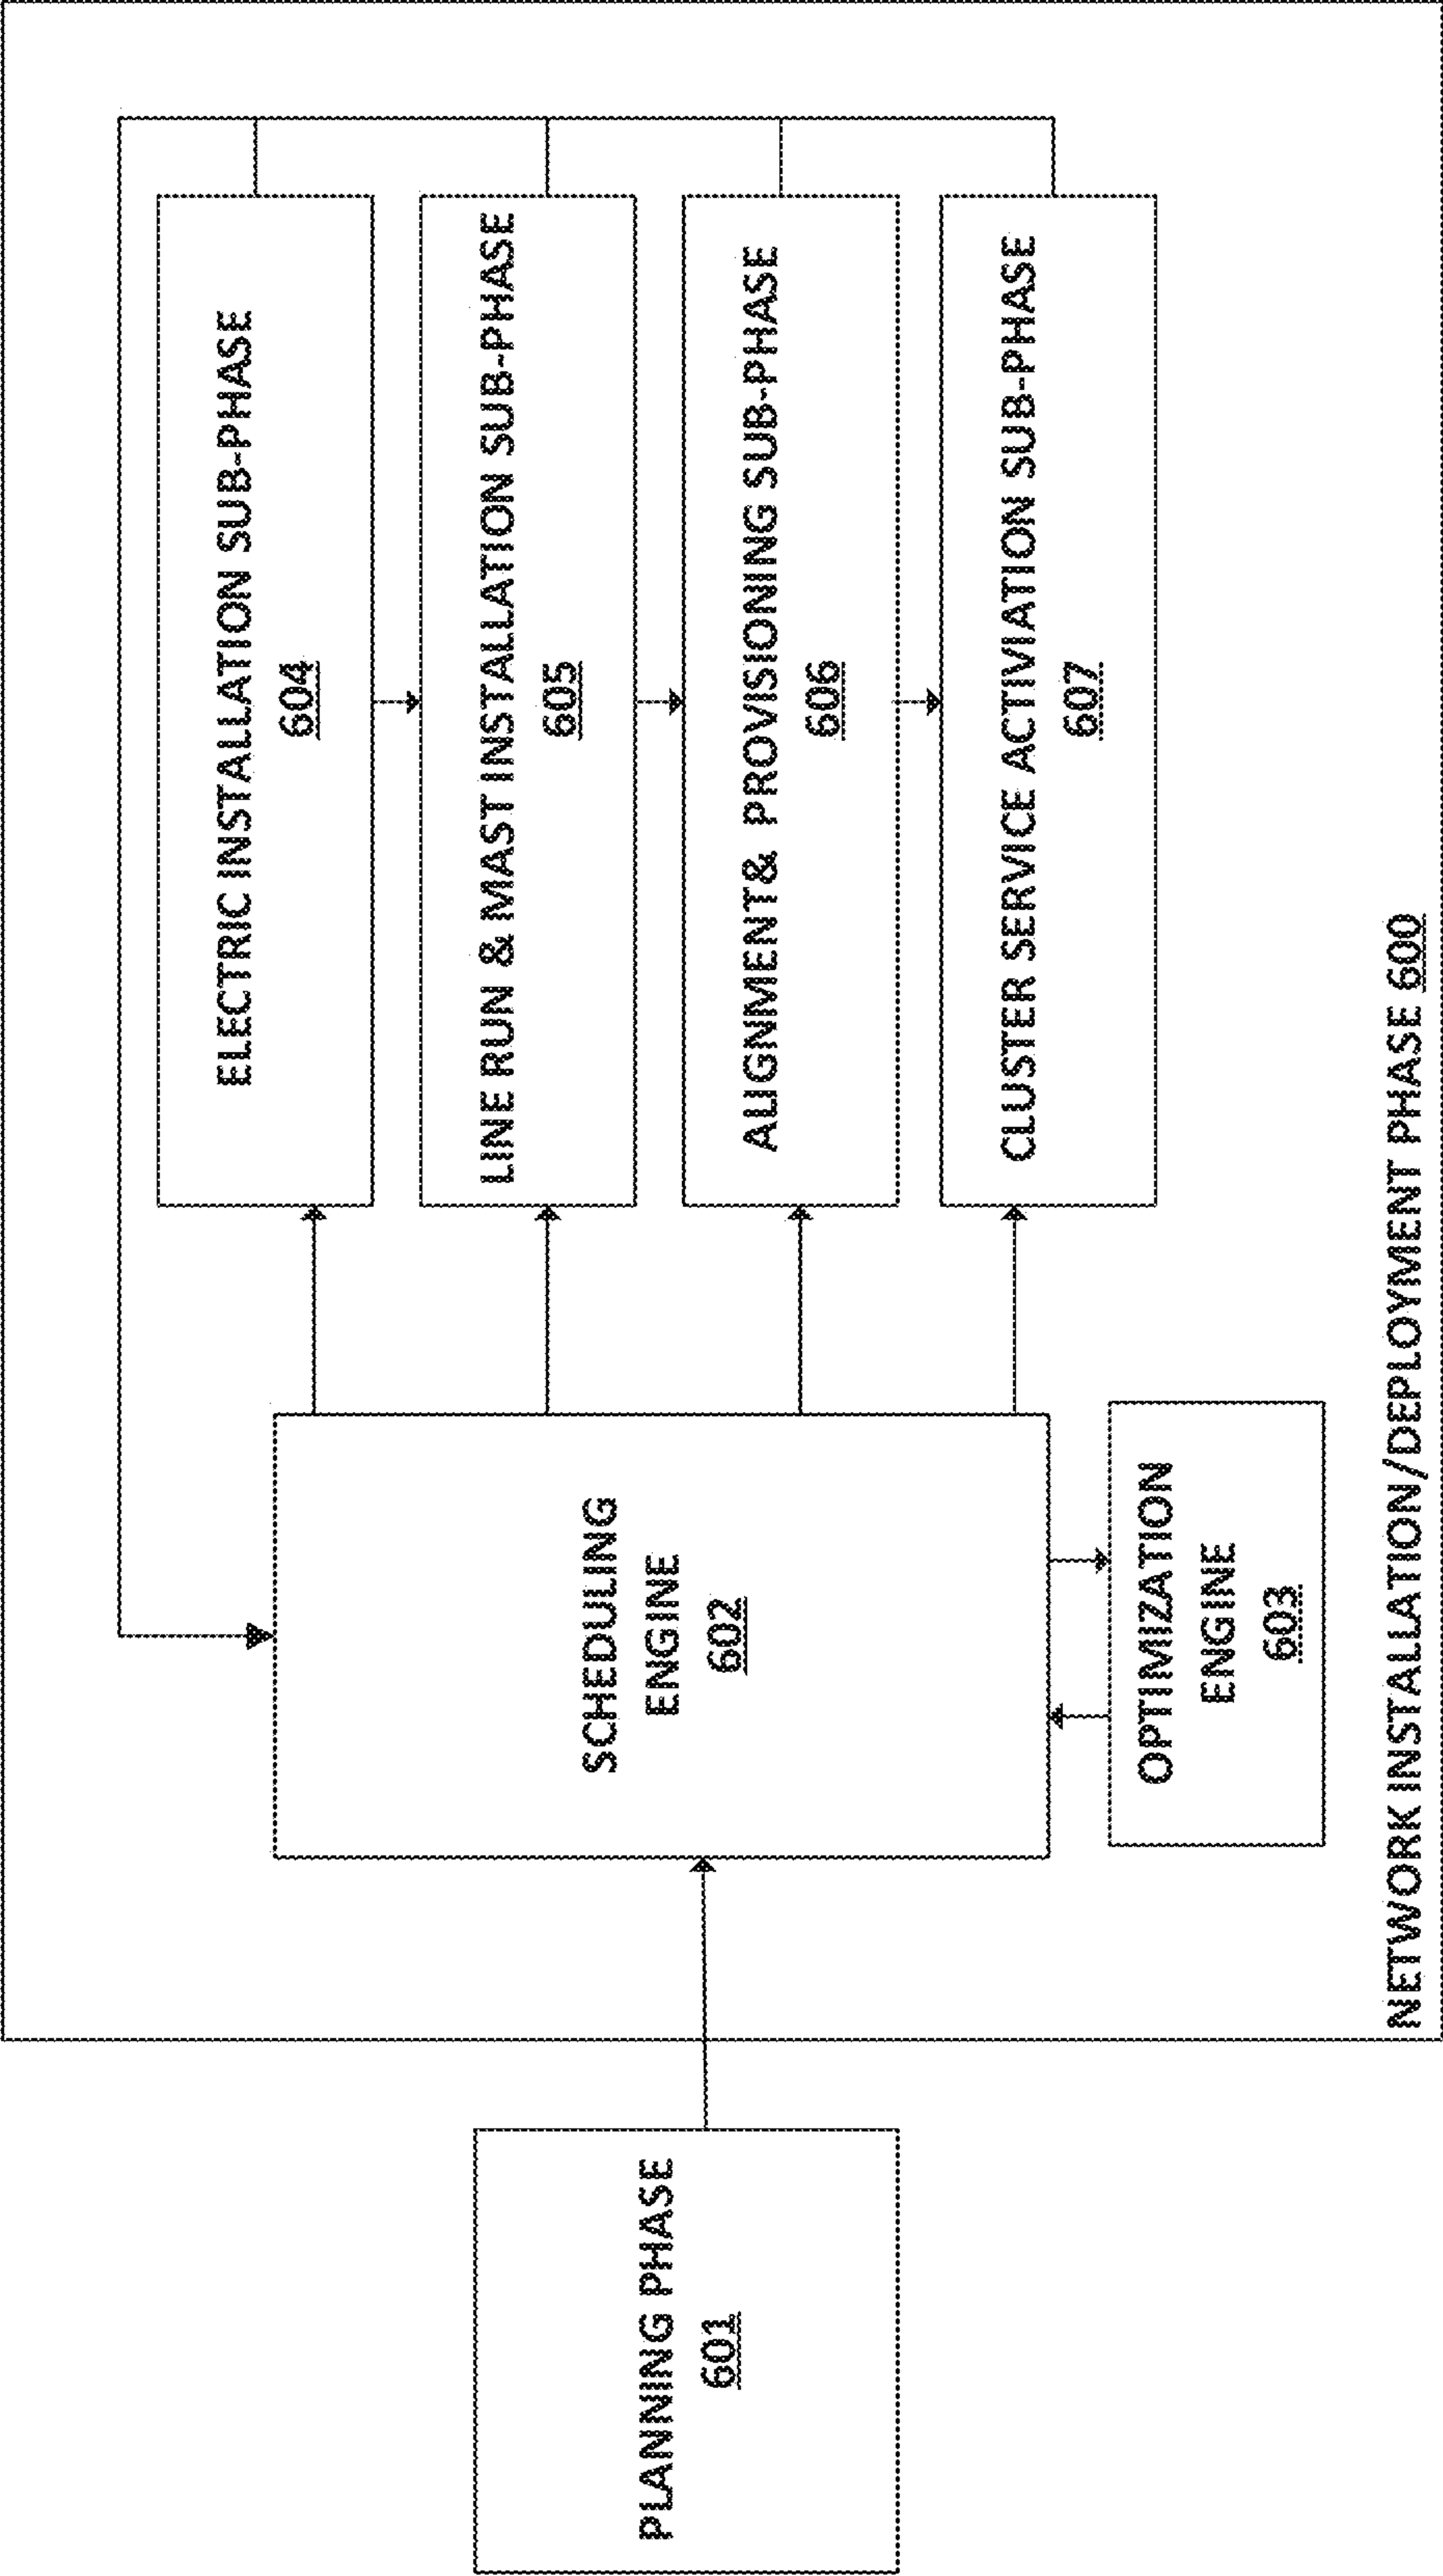 PLANNING PHASE
601
SCHEDULING
ENGINE
602
OPTIMIZATION
ENGINE
603
ELECTRIC INSTALLATION SUB-PHASE
604
LINE RUN & MAST INSTALLATION SUB-PHASE
605
ALIGNMENT& PROVISIONING SUB-PHASE
606
CLUSTER SERVICE ACTIVIATION SUB-PHASE
607
NETWORK INSTALLATION/DEPLOYMENT PHASE 600